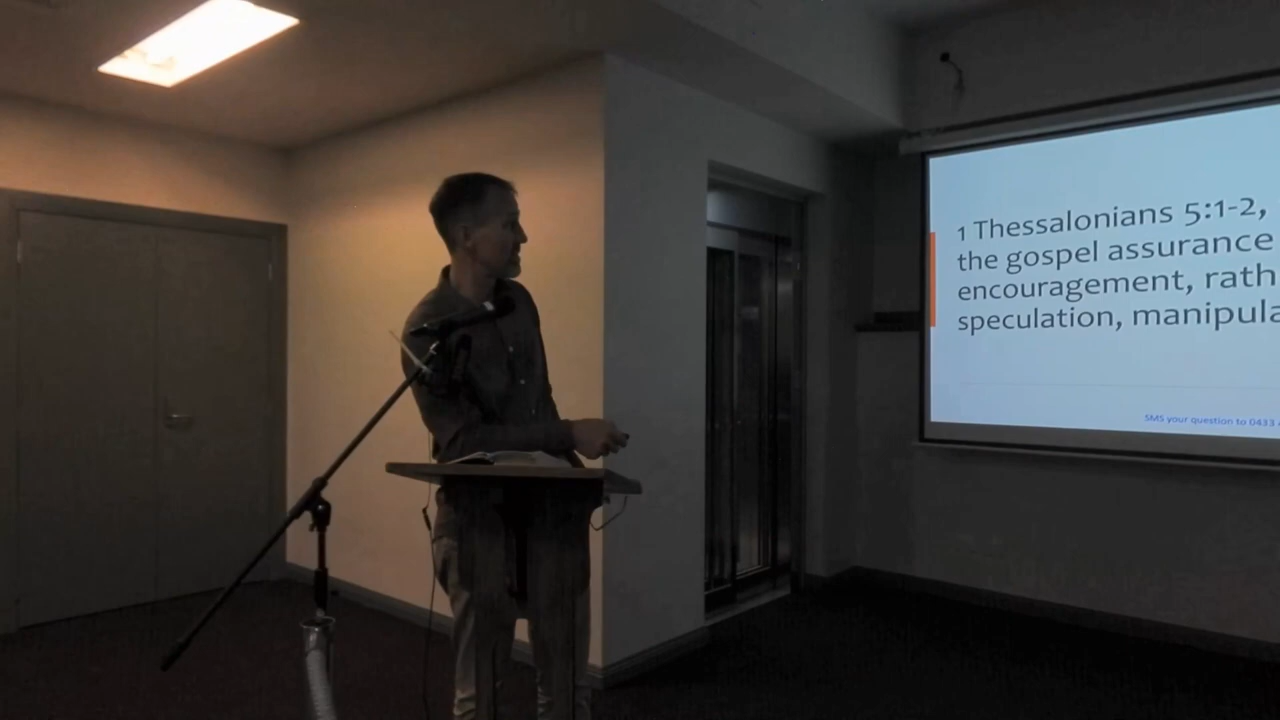 1 Thessalonians 5:1-2,
the gospel assurance
encouragement, rath
speculation, manipula
SMS your question to 0433